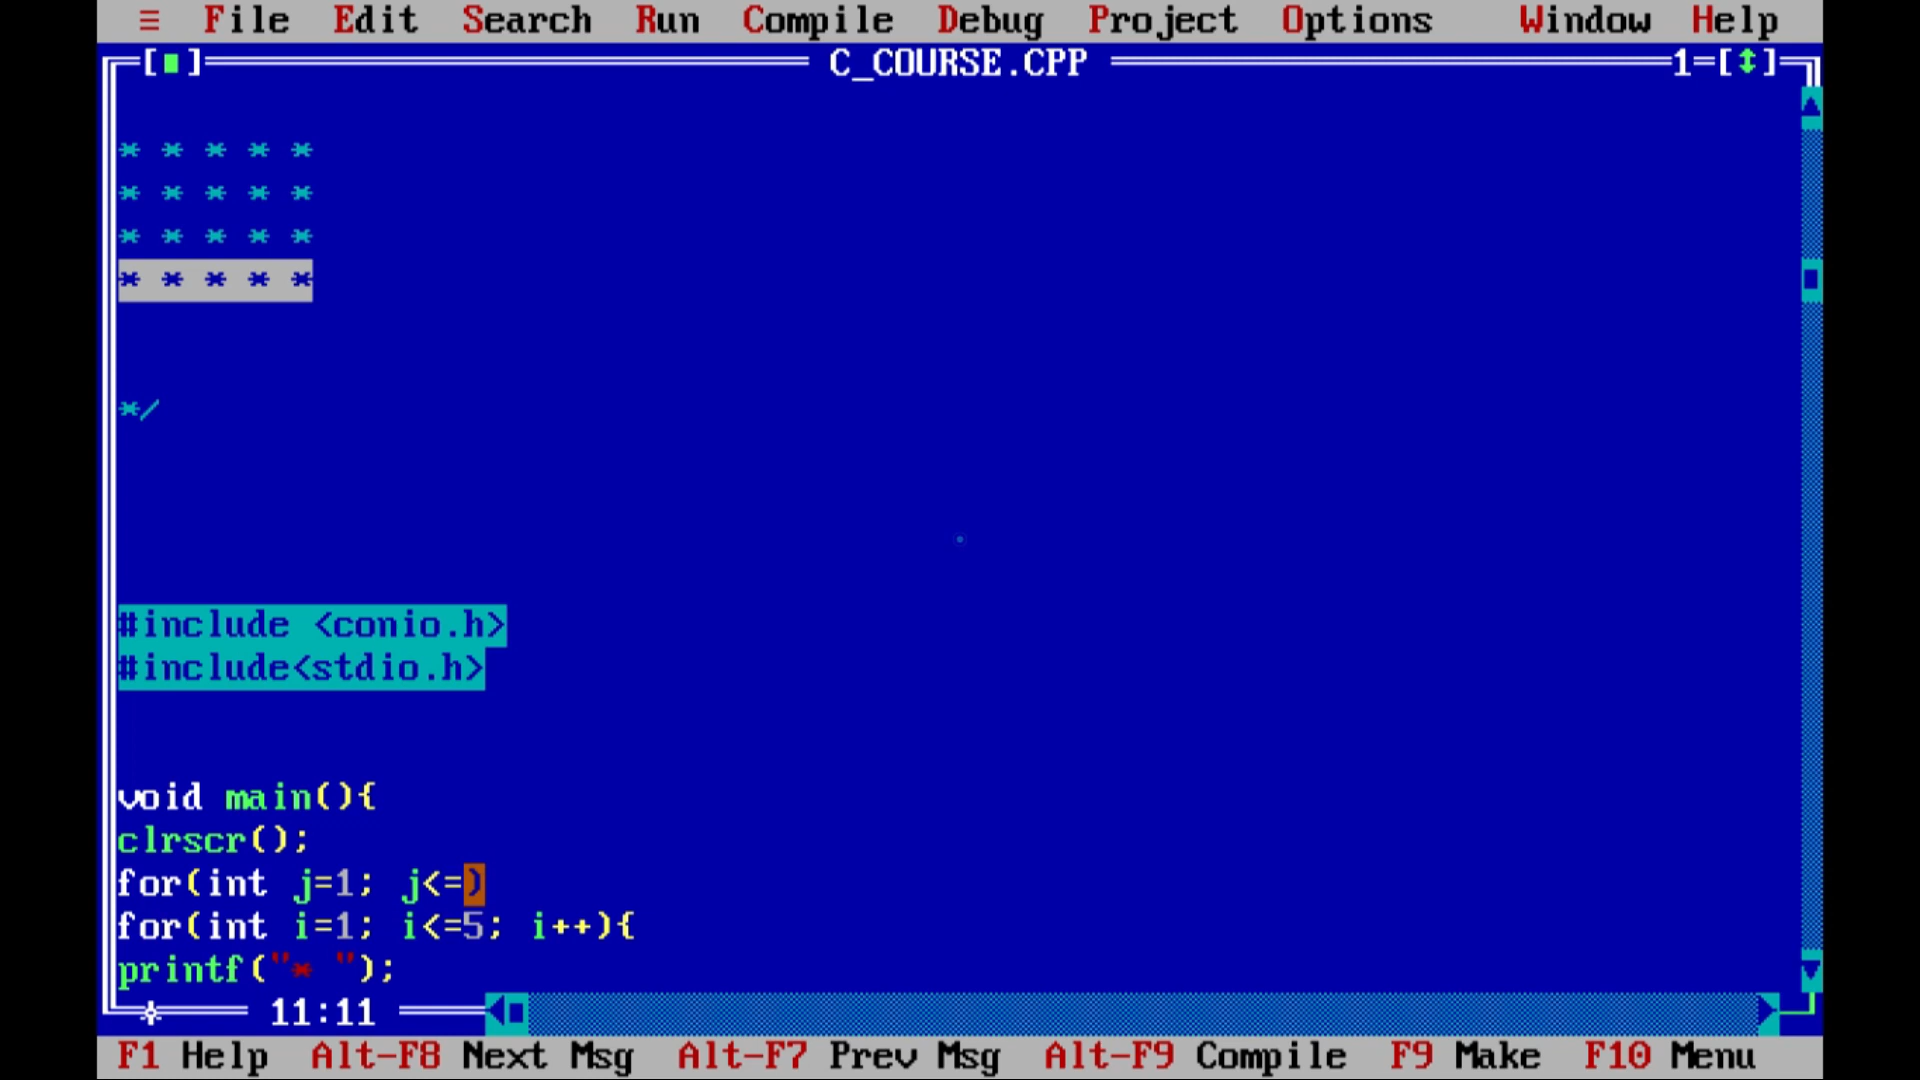 ≡ File Edit Search Run Compile Debug Project Options Window Help
[■] C_COURSE.CPP 1=[↕]
* * * * *
* * * * *
* * * * *
* * * * *
*/
#include <conio.h>
#include<stdio.h>
void main(){
clrscr();
for(int j=1; j<=)
for(int i=1; i<=5; i++){
printf("* ");
11:11
F1 Help Alt-F8 Next Msg Alt-F7 Prev Msg Alt-F9 Compile F9 Make F10 Menu